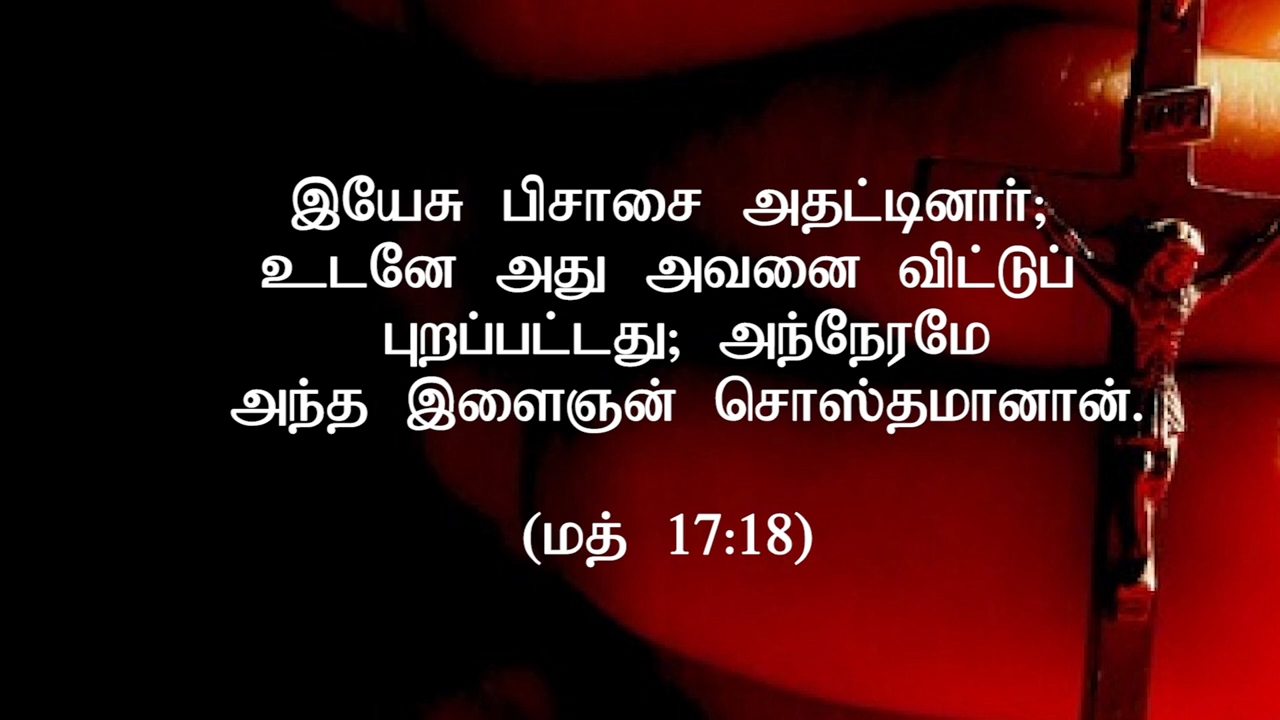 இயேசு பிசாசை அதட்டினார்;
உடனே அது அவனை விட்டுப்
புறப்பட்டது; அந்நேரமே
அந்த இளைஞன் சொஸ்தமானான்.
(மத் 17:18)